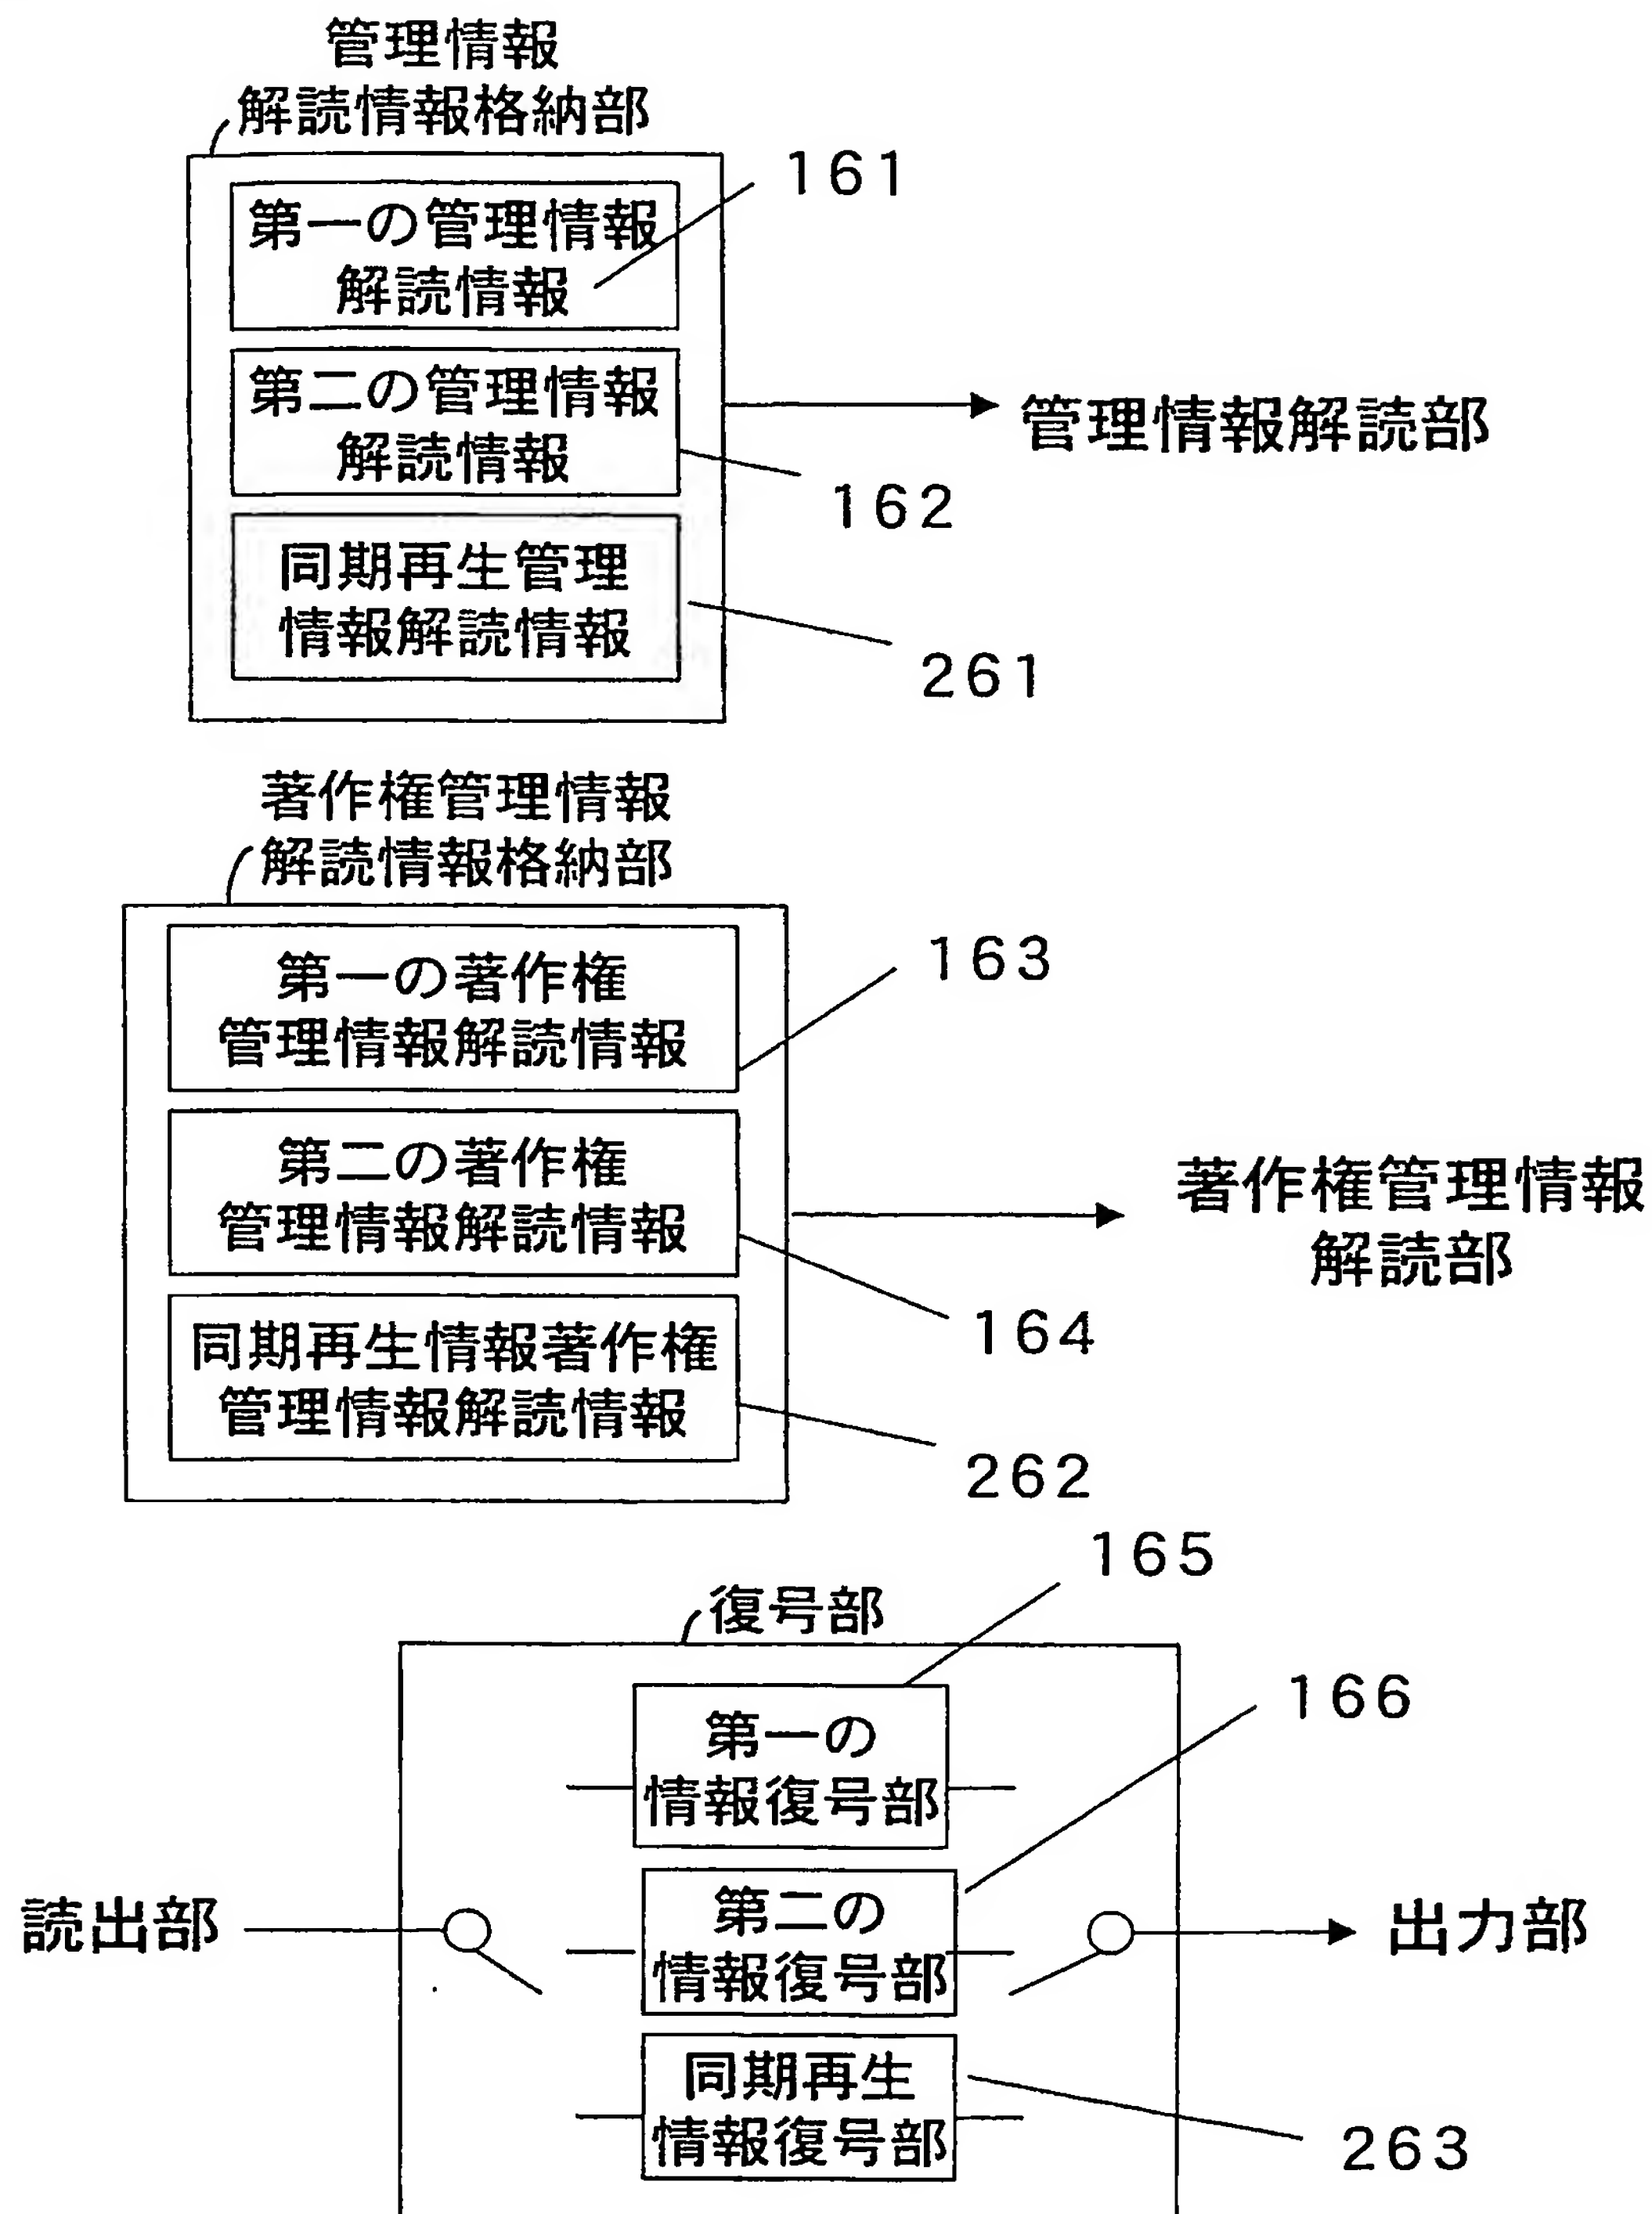 管理情報
解読情報格納部
161
第一の管理情報
解読情報
第二の管理情報
解読情報
管理情報解読部
162
同期再生管理
情報解読情報
261
著作権管理情報
解読情報格納部
163
第一の著作権
管理情報解読情報
第二の著作権
管理情報解読情報
著作権管理情報
解読部
164
同期再生情報著作権
管理情報解読情報
262
165
復号部
166
第一の
情報復号部
読出部
第二の
情報復号部
出力部
同期再生
情報復号部
263